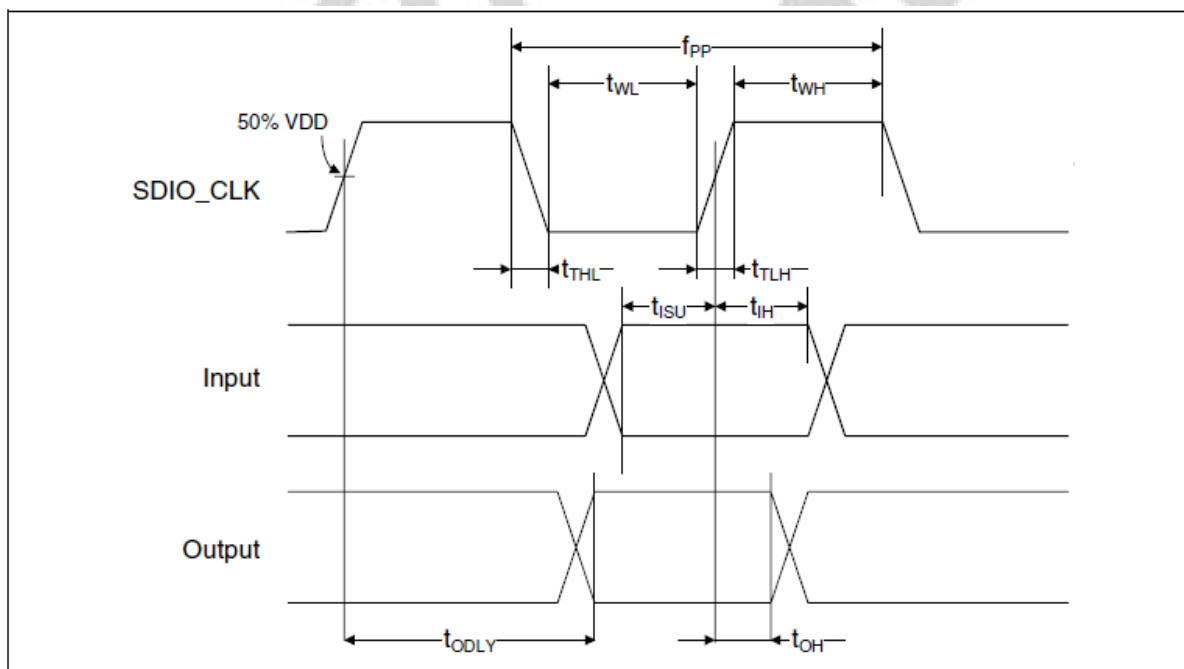 fPP
tWL
tWH
50% VDD
SDIO_CLK
tTHL
tTLH
tISU
tIH
Input
Output
tODLY
tOH